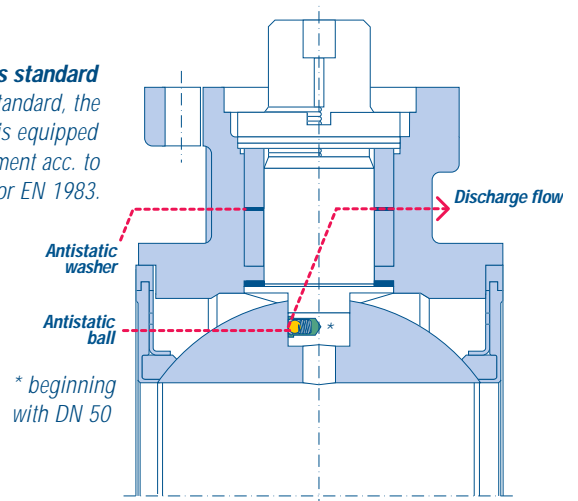 s standard
tandard, the
is equipped
ment acc. to
or EN 1983.
Discharge flow
Antistatic
washer
Antistatic
ball
*
* beginning
with DN 50